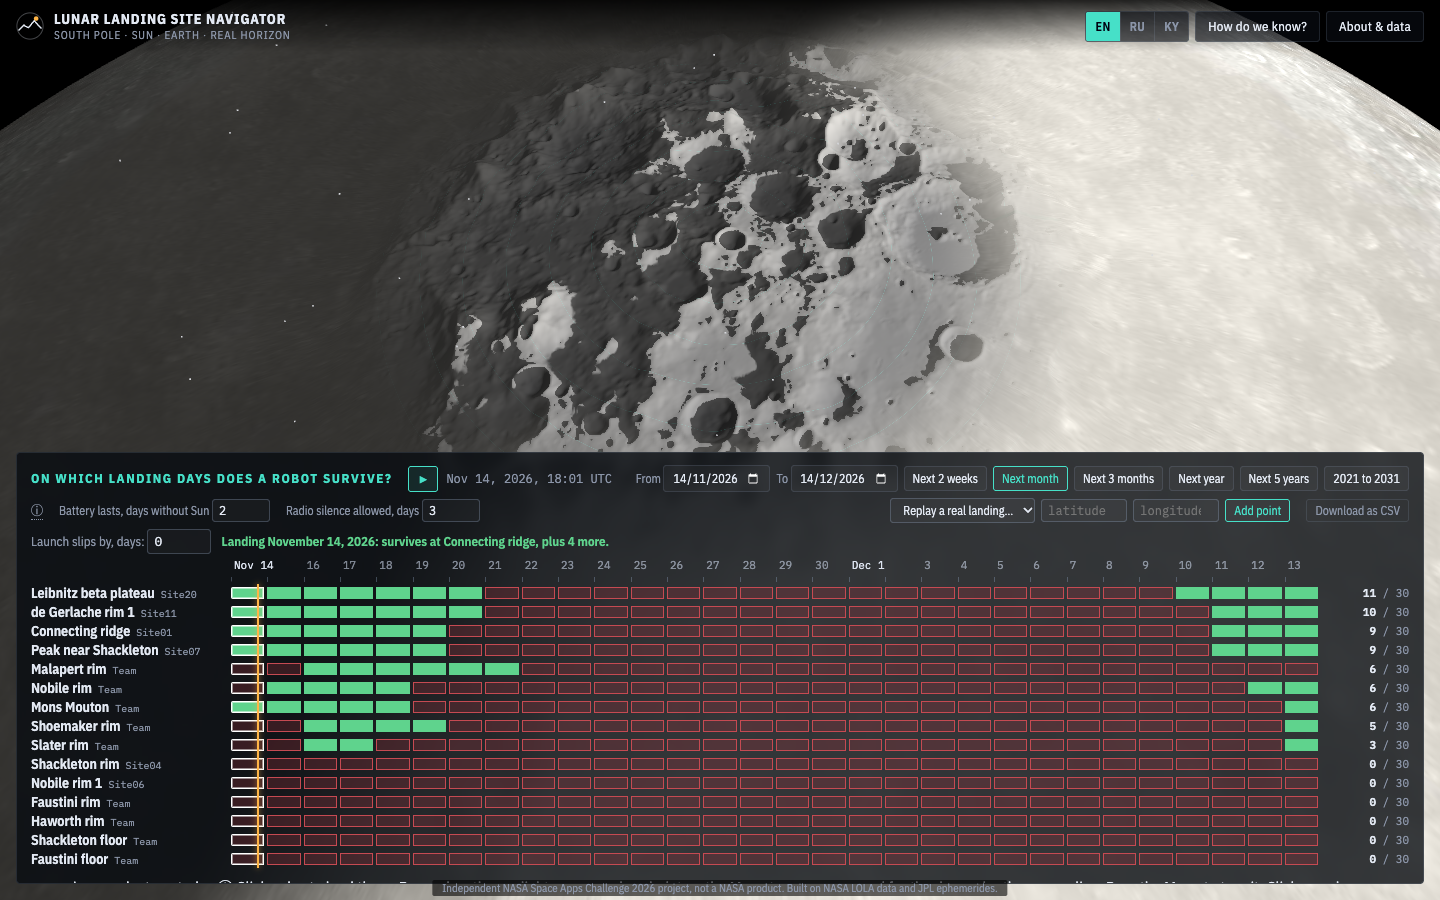 LUNAR LANDING SITE NAVIGATOR
SOUTH POLE · SUN · EARTH · REAL HORIZON
EN RU KY How do we know? About & data
ON WHICH LANDING DAYS DOES A ROBOT SURVIVE? ▶ Nov 14, 2026, 18:01 UTC From 14/11/2026 To 14/12/2026 Next 2 weeks Next month Next 3 months Next year Next 5 years 2021 to 2031
ⓘ Battery lasts, days without Sun 2 Radio silence allowed, days 3 Replay a real landing... latitude longitude Add point Download as CSV
Launch slips by, days: 0 Landing November 14, 2026: survives at Connecting ridge, plus 4 more.
Nov 14 16 17 18 19 20 21 22 23 24 25 26 27 28 29 30 Dec 1 3 4 5 6 7 8 9 10 11 12 13
Leibnitz beta plateau Site20 11 / 30
de Gerlache rim 1 Site11 10 / 30
Connecting ridge Site01 9 / 30
Peak near Shackleton Site07 9 / 30
Malapert rim Team 6 / 30
Nobile rim Team 6 / 30
Mons Mouton Team 6 / 30
Shoemaker rim Team 5 / 30
Slater rim Team 3 / 30
Shackleton rim Site04 0 / 30
Nobile rim 1 Site06 0 / 30
Faustini rim Team 0 / 30
Haworth rim Team 0 / 30
Shackleton floor Team 0 / 30
Faustini floor Team 0 / 30
Independent NASA Space Apps Challenge 2026 project, not a NASA product. Built on NASA LOLA data and JPL ephemerides.